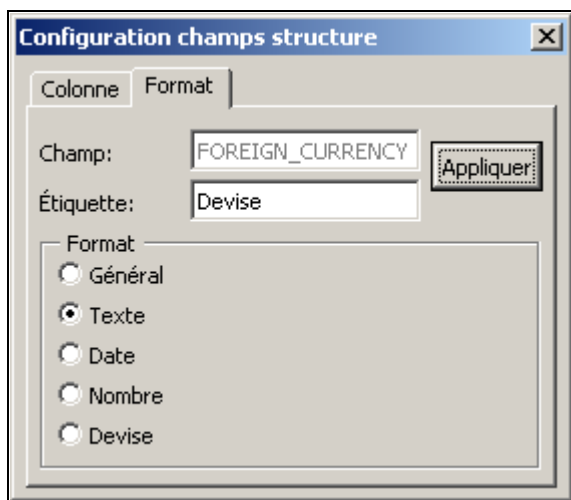 Configuration champs structure
Colonne Format
Champ: FOREIGN_CURRENCY
Appliquer
Étiquette: Devise
Format
Général
Texte
Date
Nombre
Devise